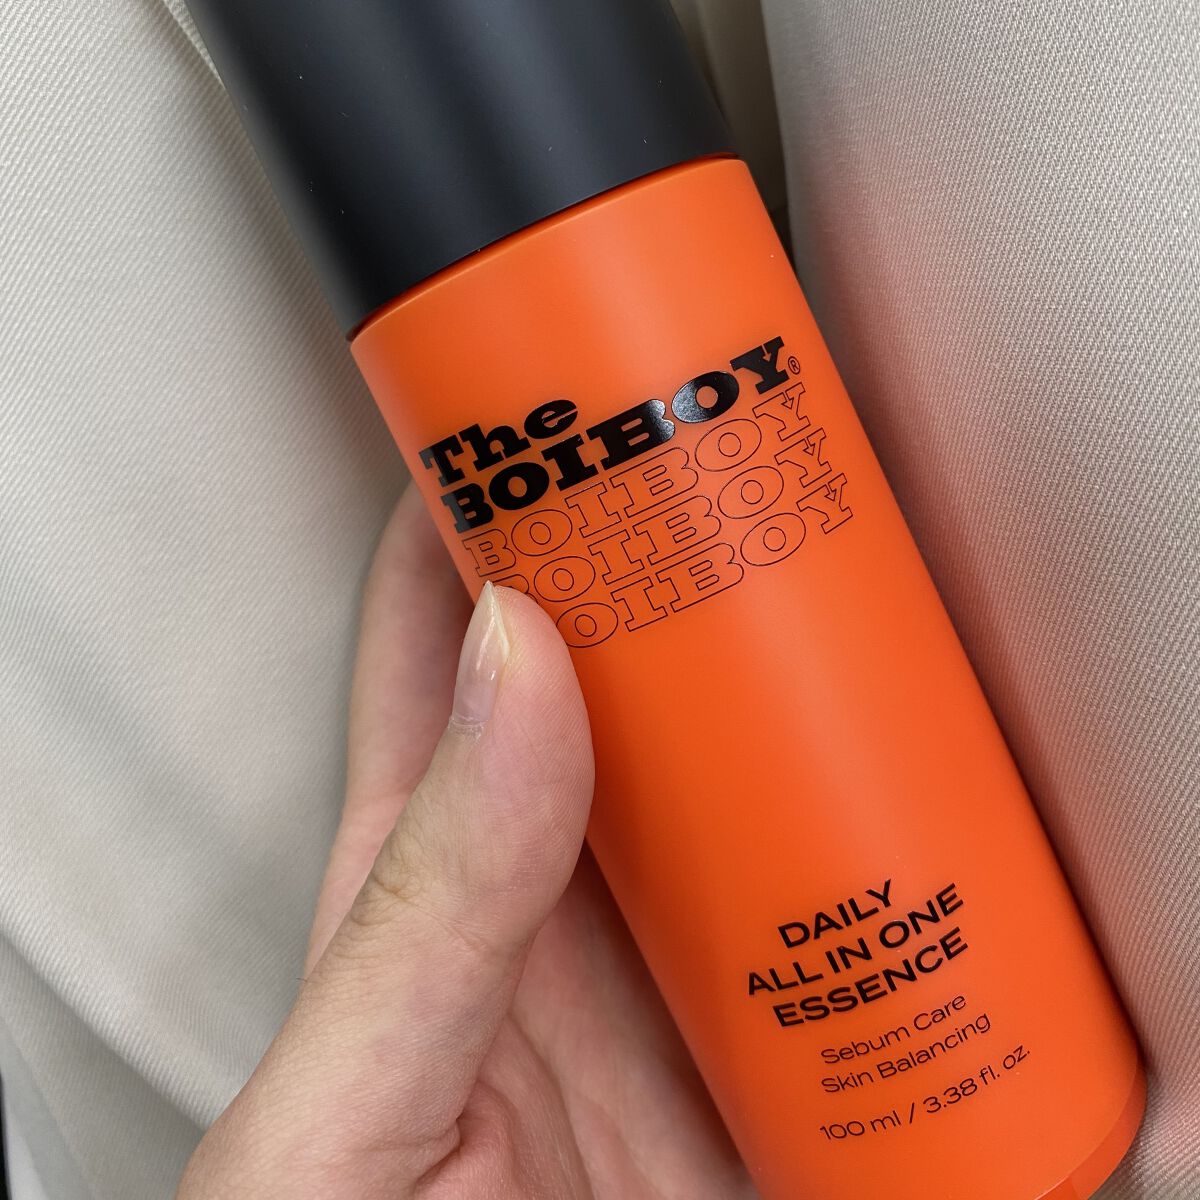 The
BOIBOY®
BOIBOY
BOIBOY
OIBOY
DAILY
ALL IN ONE
ESSENCE
Sebum Care
Skin Balancing
100 ml / 3.38 fl. oz.